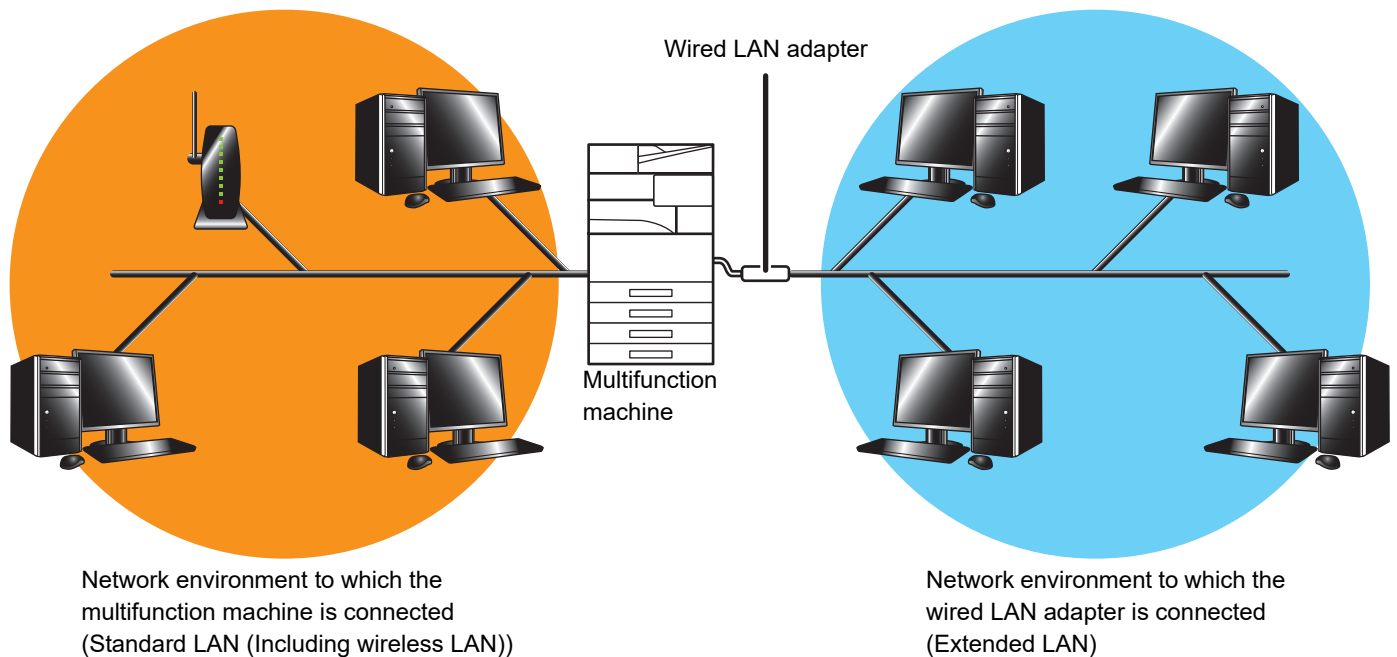 Wired LAN adapter
Multifunction
machine
Network environment to which the
multifunction machine is connected
(Standard LAN (Including wireless LAN))
Network environment to which the
wired LAN adapter is connected
(Extended LAN)